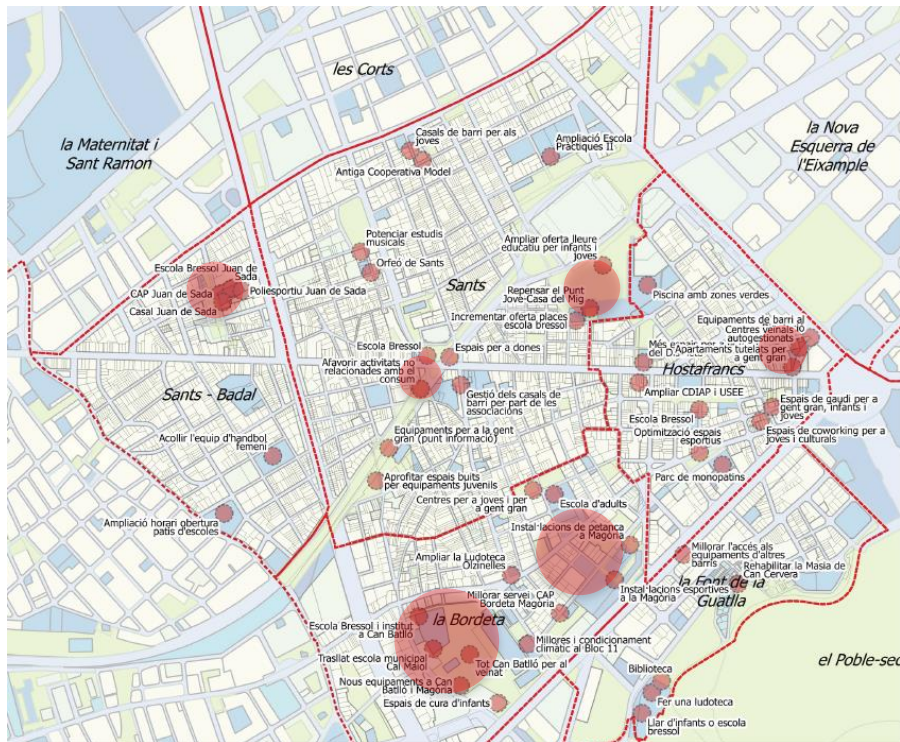 les Corts
la Maternitat i
Sant Ramon
la Nova
Esquerra de
l'Eixample
Casals de barri per als
joves
Antiga Cooperativa Model
Ampliació Escola
Pràctiques II
Potenciar estudis
musicals
Orfeó de Sants
Sants
Ampliar oferta lleure
educatiu per infants i
joves
Escola Bressol Juan de
Sada
CAP Juan de Sada
Poliesportiu Juan de Sada
Casal Juan de Sada
Repensar el Punt
Jove-Casa del Mig
Incrementar oferta places
escola bressol
Piscina amb zones verdes
Equipaments de barri al
Centres veïnals
autogestionats
Més espais per a
del D.
Apartaments tutelats per
a gent gran
Hostafrancs
Escola Bressol
Espais per a dones
Afavorir activitats no
relacionades amb el
consum
Gestió dels casals de
barri per part de les
associacions
Ampliar CDIAP i USEE
Escola Bressol
Espais de gaudi per a
gent gran, infants i
joves
Optimització espais
esportius
Espais de coworking per a
joves i culturals
Parc de monopatins
Sants - Badal
Acollir l'equip d'handbol
femení
Equipaments per a la gent
gran (punt informació)
Aprofitar espais buits
per equipaments juvenils
Centres per a joves i per
a gent gran
Escola d'adults
Ampliació horari obertura
patis d'escoles
Instal·lacions de petanca
a Magòria
Ampliar la Ludoteca
Olzinelles
Millorar l'accés als
equipaments d'altres
barris
Rehabilitar la Masia de
Can Cervera
la Font de la
Guatlla
Instal·lacions esportives
a la Magòria
Millorar servei CAP
Bordeta Magòria
Escola Bressol i institut
a Can Batlló
la Bordeta
Millores i condicionament
climàtic al Bloc 11
Trasllat escola municipal
Cal Maiol
Tot Can Batlló per al
veïnat
Nous equipaments a Can
Batlló i Magòria
Espais de cura d'infants
Biblioteca
Fer una ludoteca
Llar d'infants o escola
bressol
el Poble-sec